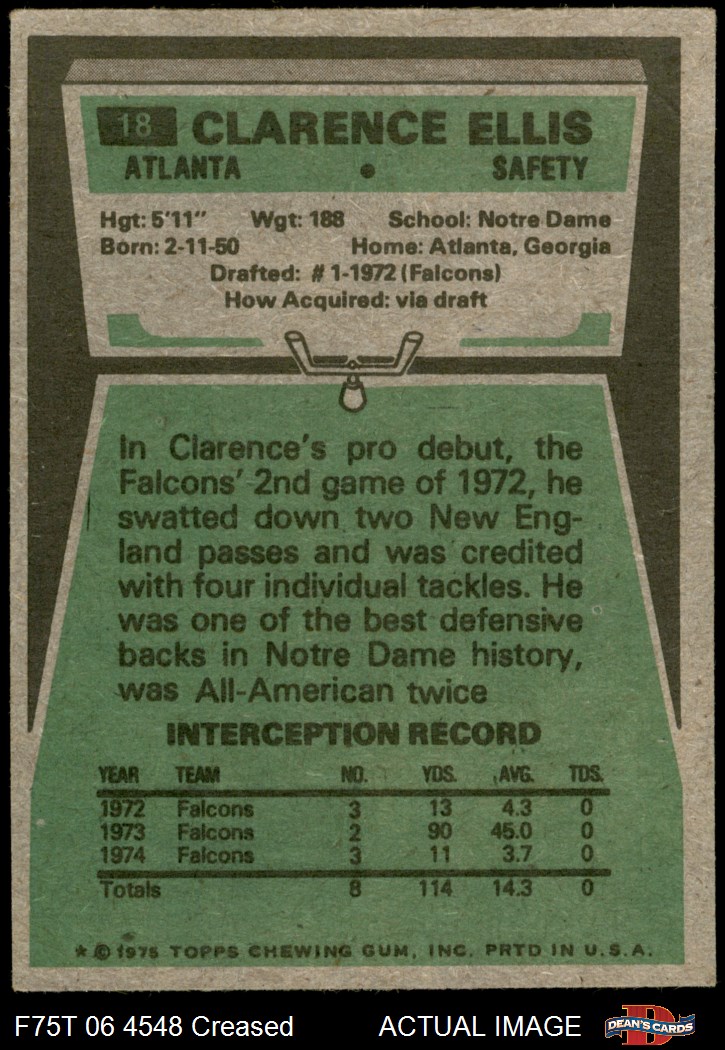 18 CLARENCE ELLIS
ATLANTA • SAFETY
Hgt: 5'11" Wgt: 188 School: Notre Dame
Born: 2-11-50 Home: Atlanta, Georgia
Drafted: #1-1972 (Falcons)
How Acquired: via draft
In Clarence's pro debut, the
Falcons' 2nd game of 1972, he
swatted down two New Eng-
land passes and was credited
with four individual tackles. He
was one of the best defensive
backs in Notre Dame history,
was All-American twice
INTERCEPTION RECORD
YEAR TEAM NO. YDS. AVG. TDS.
1972 Falcons 3 13 4.3 0
1973 Falcons 2 90 45.0 0
1974 Falcons 3 11 3.7 0
Totals 8 114 14.3 0
* © 1975 TOPPS CHEWING GUM, INC. PRTD IN U.S.A.
F75T 06 4548 Creased ACTUAL IMAGE
D
DEAN'S CARDS